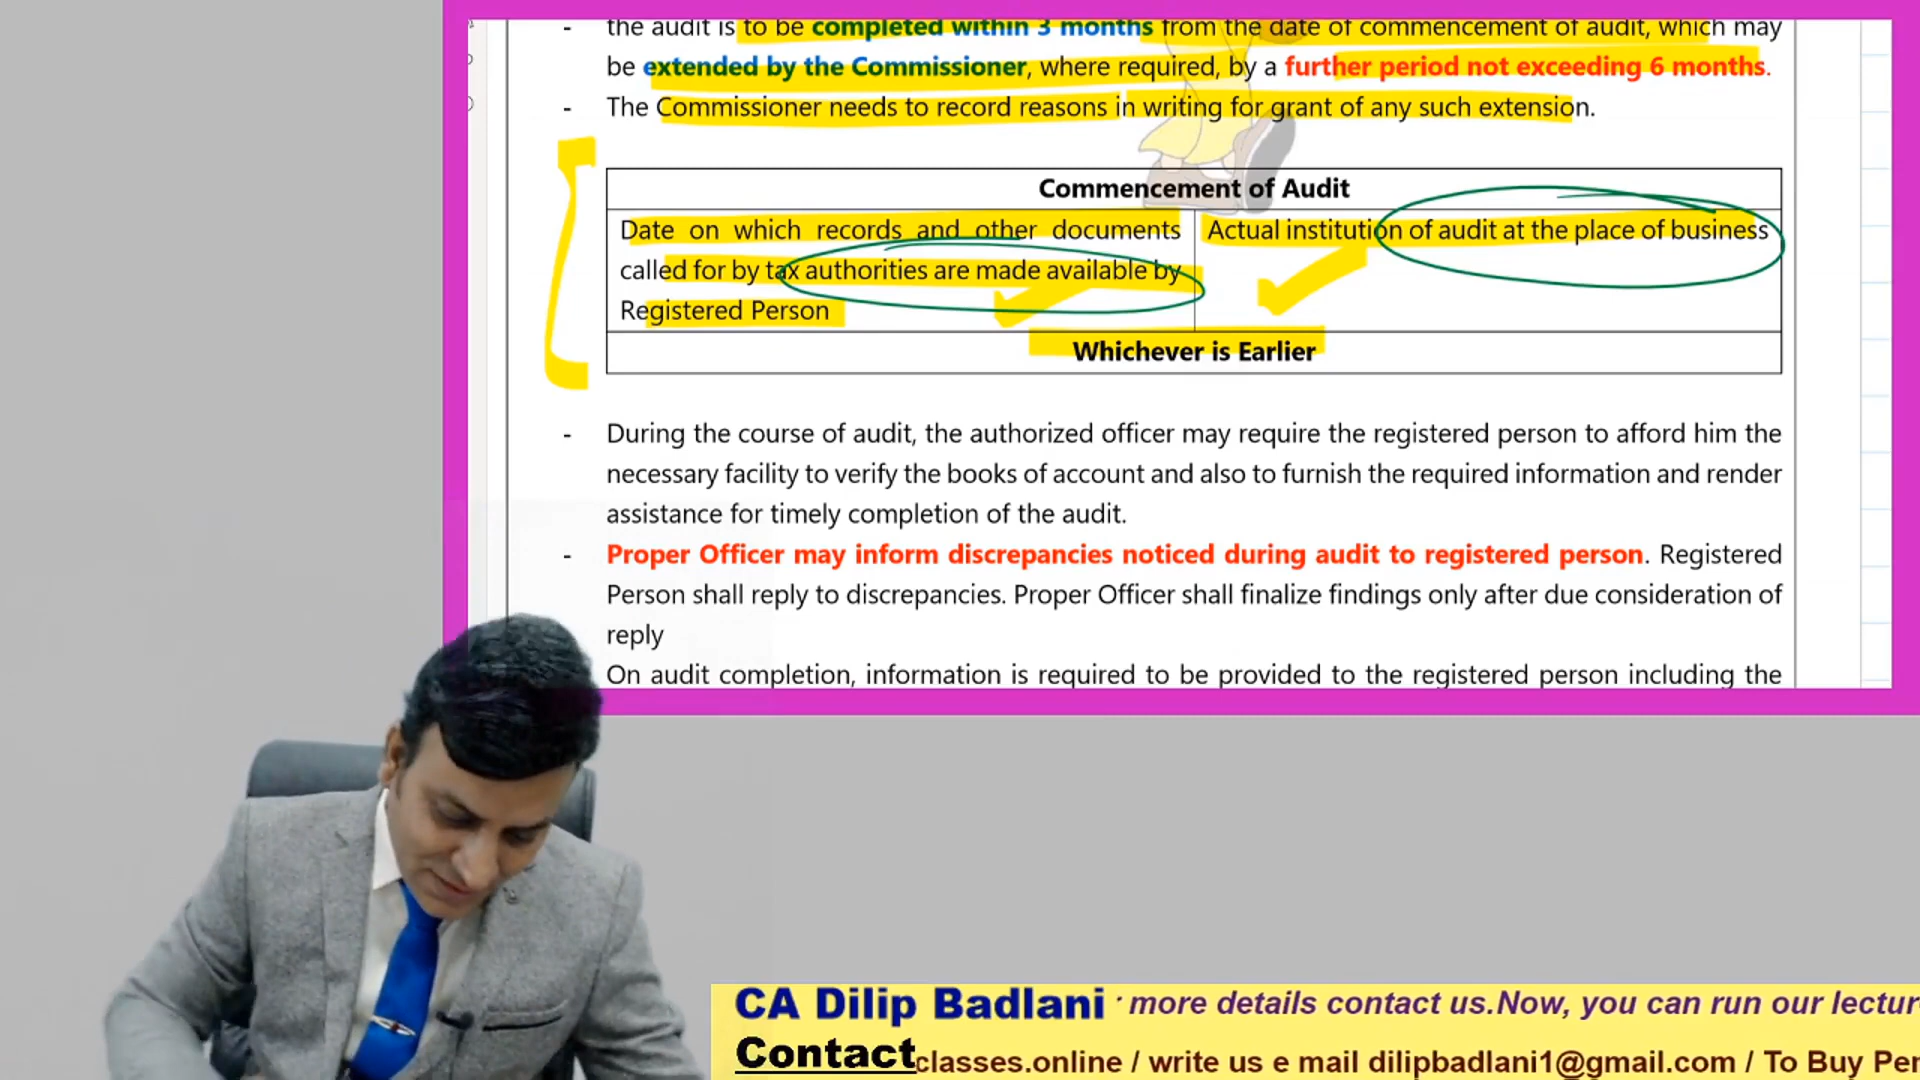 - the audit is to be completed within 3 months from the date of commencement of audit, which may
be extended by the Commissioner, where required, by a further period not exceeding 6 months.
- The Commissioner needs to record reasons in writing for grant of any such extension.
Commencement of Audit
Date on which records and other documents
called for by tax authorities are made available by
Registered Person
Actual institution of audit at the place of business
Whichever is Earlier
- During the course of audit, the authorized officer may require the registered person to afford him the
necessary facility to verify the books of account and also to furnish the required information and render
assistance for timely completion of the audit.
- Proper Officer may inform discrepancies noticed during audit to registered person. Registered
Person shall reply to discrepancies. Proper Officer shall finalize findings only after due consideration of
reply
On audit completion, information is required to be provided to the registered person including the
CA Dilip Badlani more details contact us.Now, you can run our lectur
Contact classes.online / write us e mail dilipbadlani1@gmail.com / To Buy Pe